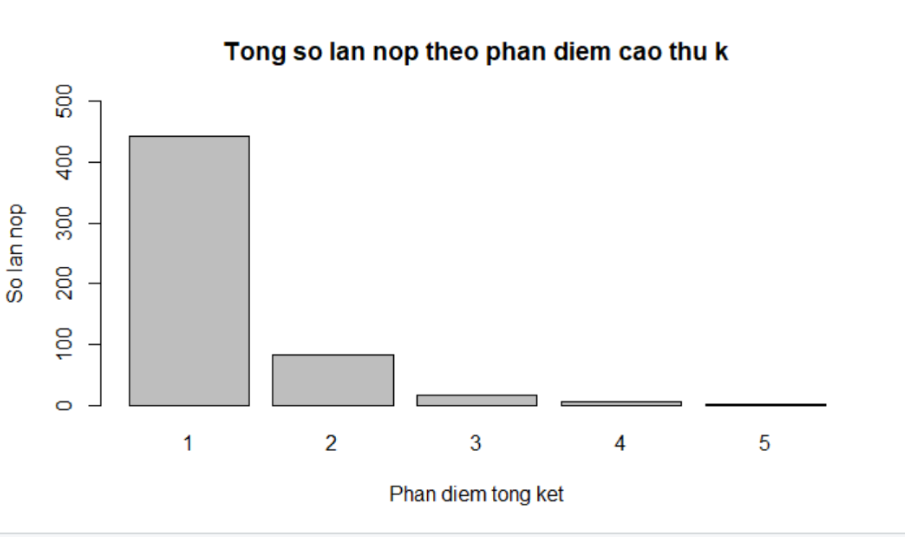 Tong so lan nop theo phan diem cao thu k
So lan nop
500
400
300
200
100
0
1 2 3 4 5
Phan diem tong ket